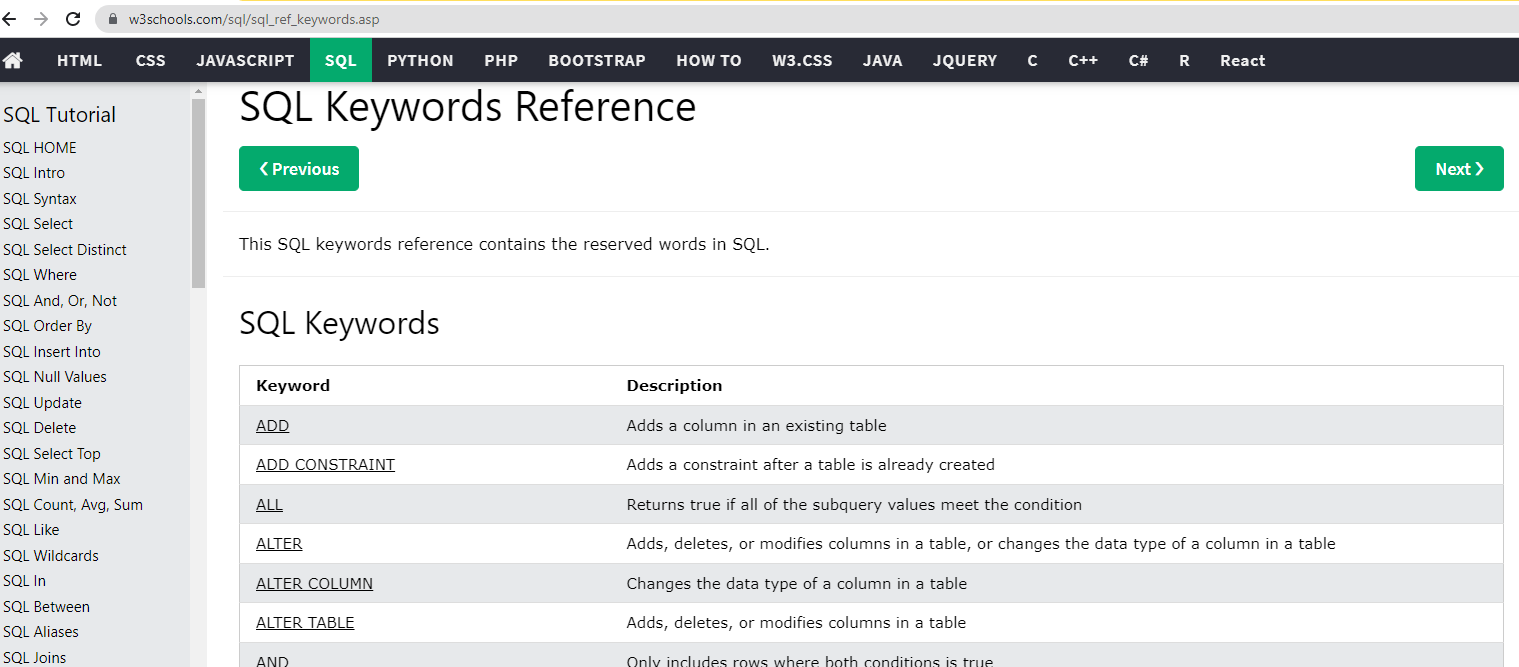 w3schools.com/sql/sql_ref_keywords.asp
HTML CSS JAVASCRIPT SQL PYTHON PHP BOOTSTRAP HOW TO W3.CSS JAVA JQUERY C C++ C# R React
SQL Tutorial
SQL HOME
SQL Intro
SQL Syntax
SQL Select
SQL Select Distinct
SQL Where
SQL And, Or, Not
SQL Order By
SQL Insert Into
SQL Null Values
SQL Update
SQL Delete
SQL Select Top
SQL Min and Max
SQL Count, Avg, Sum
SQL Like
SQL Wildcards
SQL In
SQL Between
SQL Aliases
SQL Joins
SQL Keywords Reference
❮ Previous
Next ❯
This SQL keywords reference contains the reserved words in SQL.
SQL Keywords
Keyword Description
ADD Adds a column in an existing table
ADD CONSTRAINT Adds a constraint after a table is already created
ALL Returns true if all of the subquery values meet the condition
ALTER Adds, deletes, or modifies columns in a table, or changes the data type of a column in a table
ALTER COLUMN Changes the data type of a column in a table
ALTER TABLE Adds, deletes, or modifies columns in a table
AND Only includes rows where both conditions is true